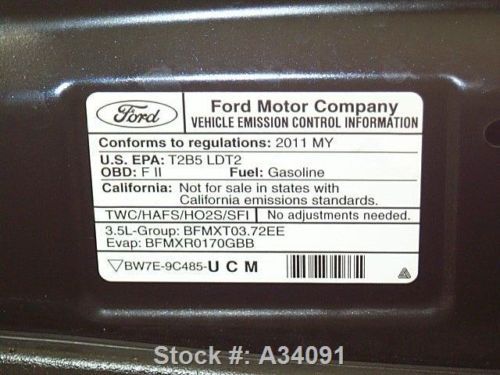 Ford
Ford Motor Company
VEHICLE EMISSION CONTROL INFORMATION
Conforms to regulations: 2011 MY
U.S. EPA: T2B5 LDT2
OBD: F II Fuel: Gasoline
California: Not for sale in states with
California emissions standards.
TWC/HAFS/HO2S/SFI No adjustments needed.
3.5L-Group: BFMXT03.72EE
Evap: BFMXR0170GBB
BW7E-9C485-U C M
Stock #: A34091